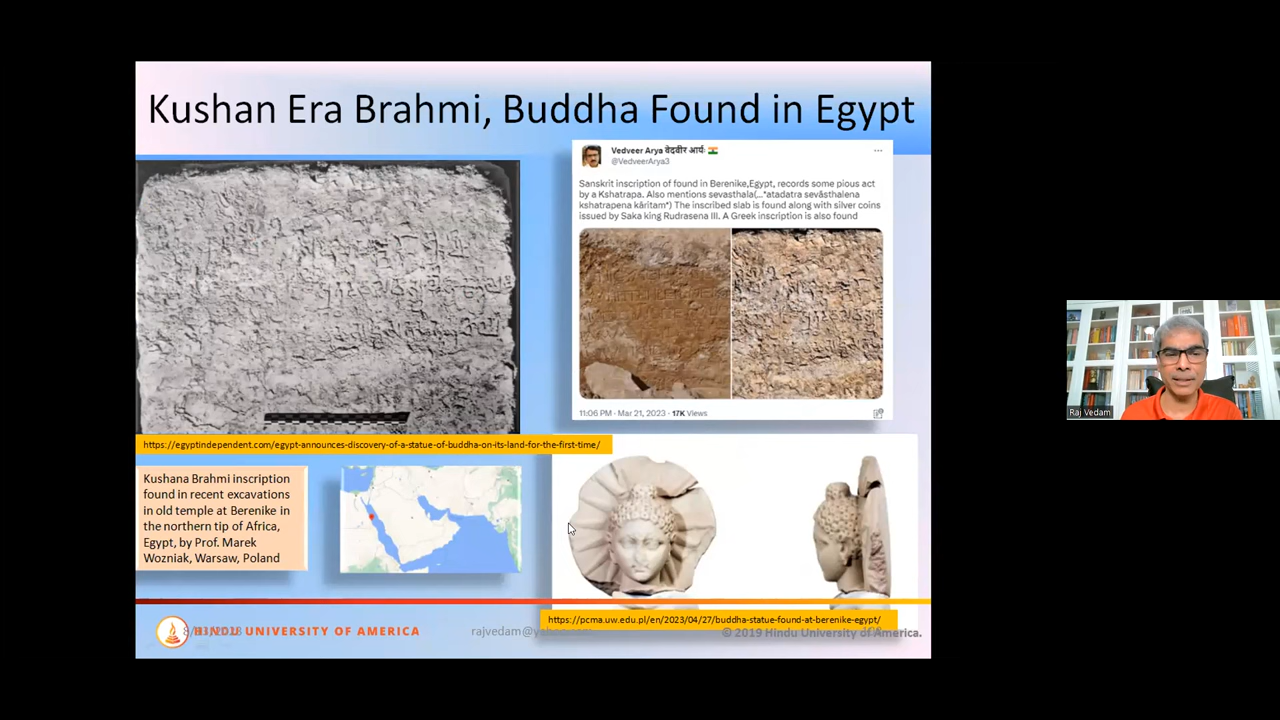 Kushan Era Brahmi, Buddha Found in Egypt
Vedveer Arya वेदवीर आर्यः
@VedveerArya3
Sanskrit inscription of found in Berenike,Egypt, records some pious act
by a Kshatrapa. Also mentions sevasthala(..."atadatra sevāsthalena
kshatrapena kāritam") The inscribed slab is found along with silver coins
issued by Saka king Rudrasena III. A Greek inscription is also found
11:06 PM · Mar 21, 2023 · 17K Views
https://egyptindependent.com/egypt-announces-discovery-of-a-statue-of-buddha-on-its-land-for-the-first-time/
Kushana Brahmi inscription
found in recent excavations
in old temple at Berenike in
the northern tip of Africa,
Egypt, by Prof. Marek
Wozniak, Warsaw, Poland
https://pcma.uw.edu.pl/en/2023/04/27/buddha-statue-found-at-berenike-egypt/
HINDU UNIVERSITY OF AMERICA
© 2019 Hindu University of America.
Raj Vedam